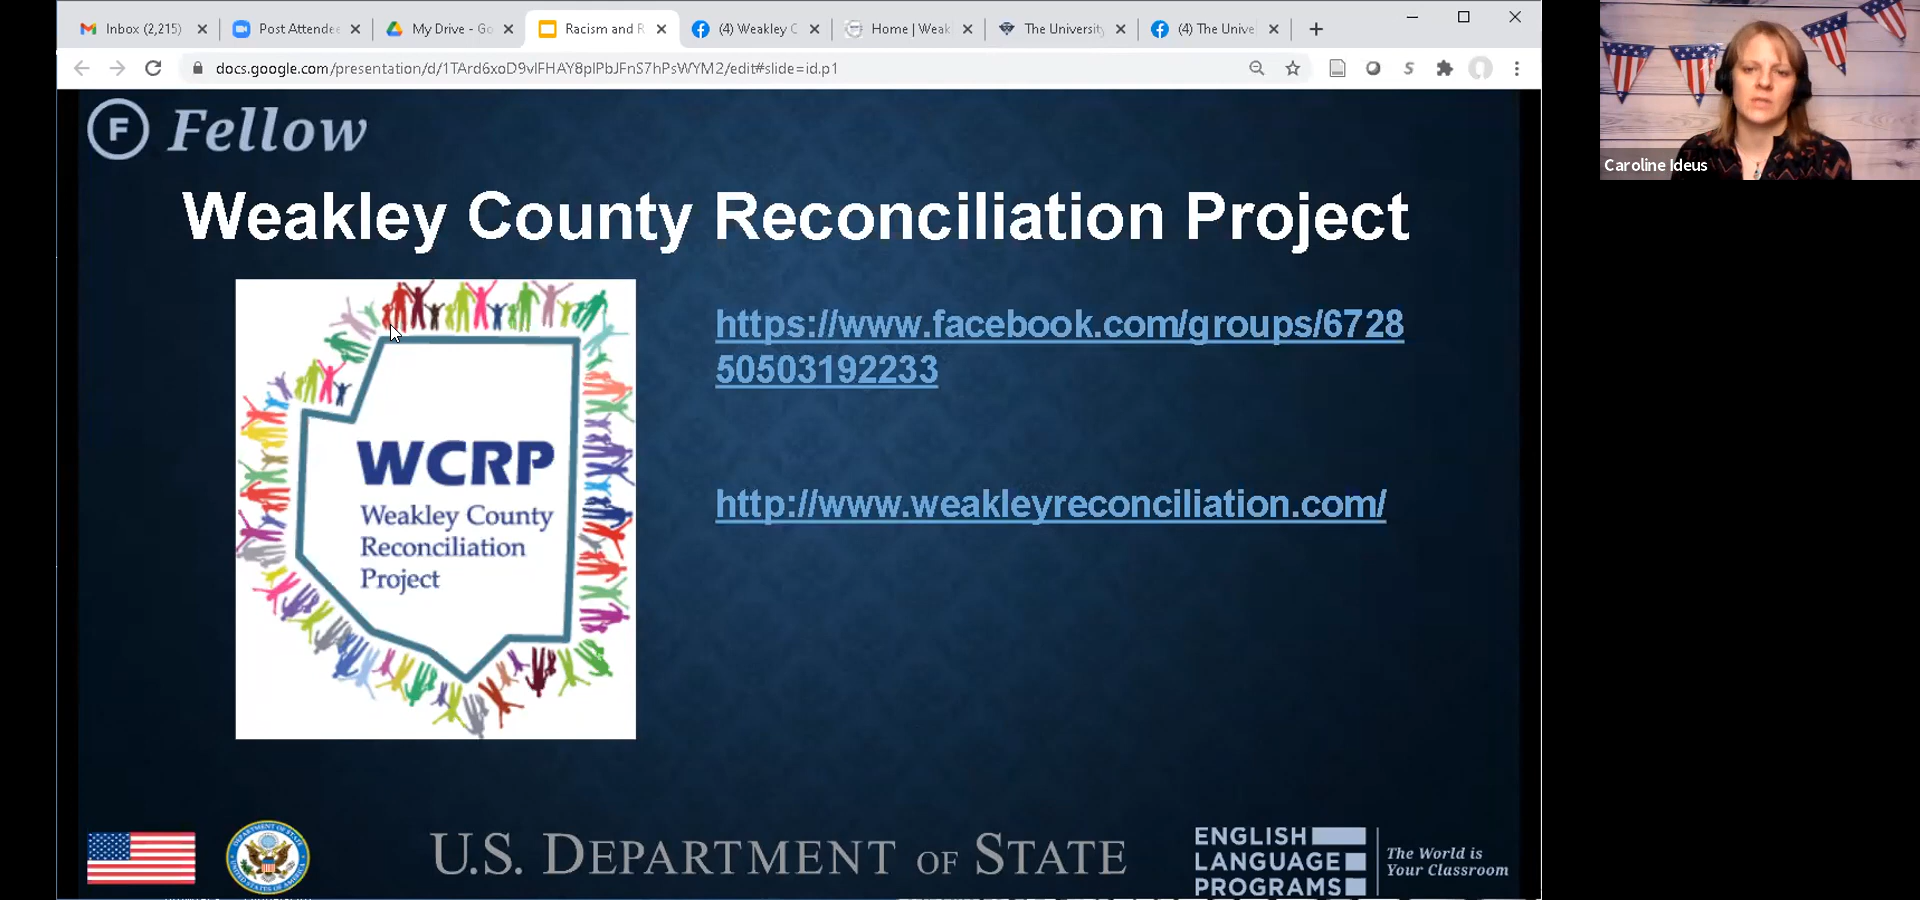 Inbox (2,215)
Post Attendee
My Drive - Go
Racism and R
(4) Weakley C
Home | Weak
The University
(4) The Unive
docs.google.com/presentation/d/1TArd6xoD9vlFHAY8plPbJFnS7hPsWYM2/edit#slide=id.p1
F Fellow
Weakley County Reconciliation Project
https://www.facebook.com/groups/6728
50503192233
http://www.weakleyreconciliation.com/
WCRP
Weakley County
Reconciliation
Project
U.S. DEPARTMENT OF STATE
ENGLISH
LANGUAGE
PROGRAMS
The World is
Your Classroom
Caroline Ideus